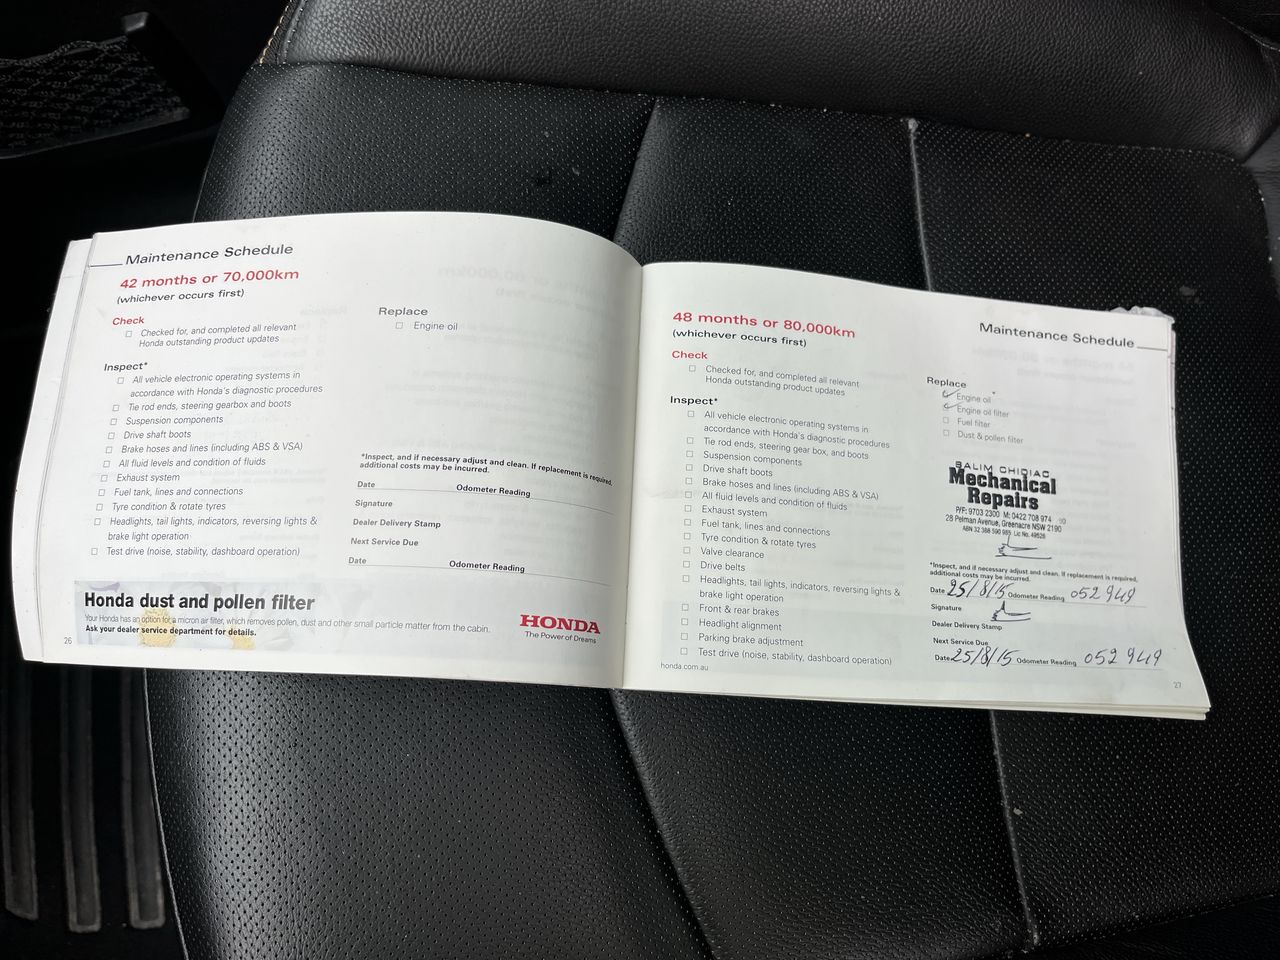 Maintenance Schedule
42 months or 70,000km
(whichever occurs first)
Check
Checked for, and completed all relevant
Honda outstanding product updates
Inspect*
All vehicle electronic operating systems in
accordance with Honda's diagnostic procedures
Tie rod ends, steering gearbox and boots
Suspension components
Drive shaft boots
Brake hoses and lines (including ABS & VSA)
All fluid levels and condition of fluids
Exhaust system
Fuel tank, lines and connections
Tyre condition & rotate tyres
Headlights, tail lights, indicators, reversing lights &
brake light operation
Test drive (noise, stability, dashboard operation)
Replace
Engine oil
*Inspect, and if necessary adjust and clean. If replacement is required,
additional costs may be incurred.
Date Odometer Reading
Signature
Dealer Delivery Stamp
Next Service Due
Date Odometer Reading
Honda dust and pollen filter
Your Honda has an option for a micron air filter, which removes pollen, dust and other small particle matter from the cabin.
Ask your dealer service department for details.
HONDA
The Power of Dreams
26
48 months or 80,000km
(whichever occurs first)
Maintenance Schedule
Check
Checked for, and completed all relevant
Honda outstanding product updates
Inspect*
All vehicle electronic operating systems in
accordance with Honda's diagnostic procedures
Tie rod ends, steering gear box, and boots
Suspension components
Drive shaft boots
Brake hoses and lines (including ABS & VSA)
All fluid levels and condition of fluids
Exhaust system
Fuel tank, lines and connections
Tyre condition & rotate tyres
Valve clearance
Drive belts
Headlights, tail lights, indicators, reversing lights &
brake light operation
Front & rear brakes
Headlight alignment
Parking brake adjustment
Test drive (noise, stability, dashboard operation)
honda.com.au
Replace
Engine oil
Engine oil filter
Fuel filter
Dust & pollen filter
SALIM CHIDIAC
Mechanical
Repairs
P/F: 9703 2300 M: 0422 708 974
28 Pelman Avenue, Greenacre NSW 2190
ABN 32 388 590 985 Lic No. 49526
*Inspect, and if necessary adjust and clean. If replacement is required,
additional costs may be incurred.
Date 25/8/15 Odometer Reading 052949
Signature
Dealer Delivery Stamp
Next Service Due
Date 25/8/15 Odometer Reading 052949
27